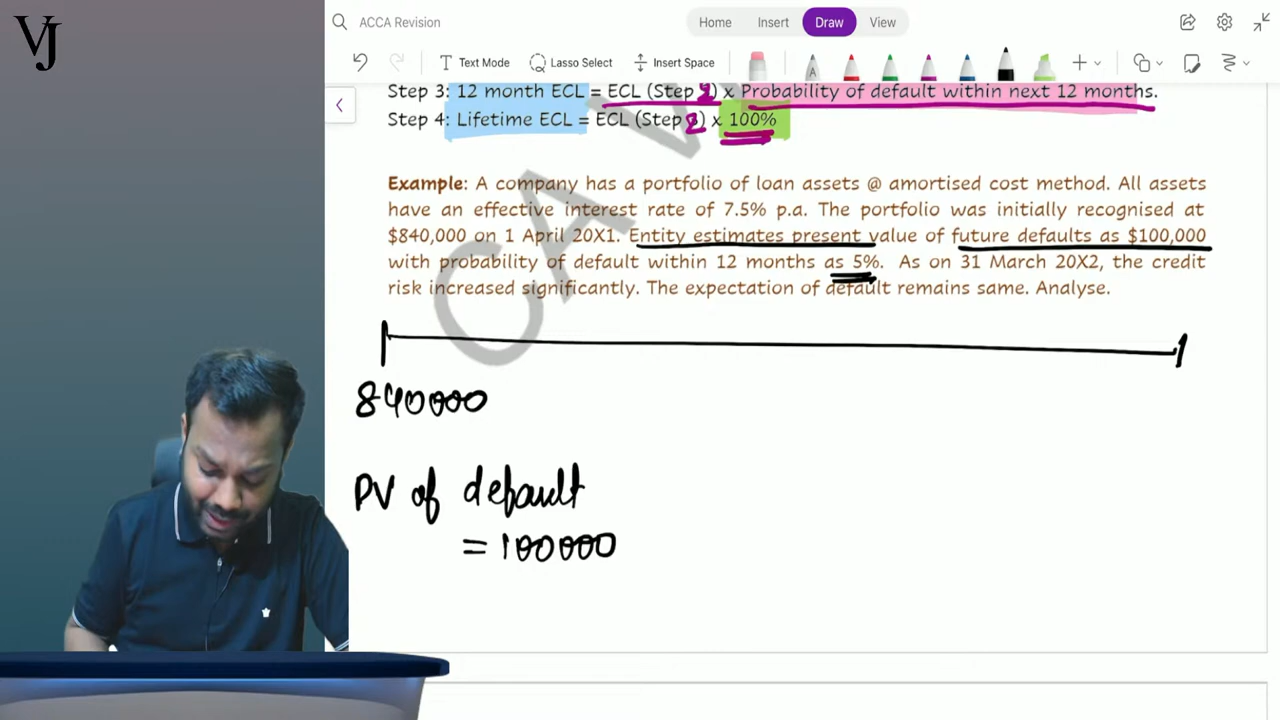 VJ
ACCA Revision
Home Insert Draw View
Text Mode Lasso Select Insert Space
Step 3: 12 month ECL = ECL (Step 2) x Probability of default within next 12 months.
Step 4: Lifetime ECL = ECL (Step 2) x 100%
Example: A company has a portfolio of loan assets @ amortised cost method. All assets
have an effective interest rate of 7.5% p.a. The portfolio was initially recognised at
$840,000 on 1 April 20X1. Entity estimates present value of future defaults as $100,000
with probability of default within 12 months as 5%. As on 31 March 20X2, the credit
risk increased significantly. The expectation of default remains same. Analyse.
840000
PV of default
= 100000
CA V